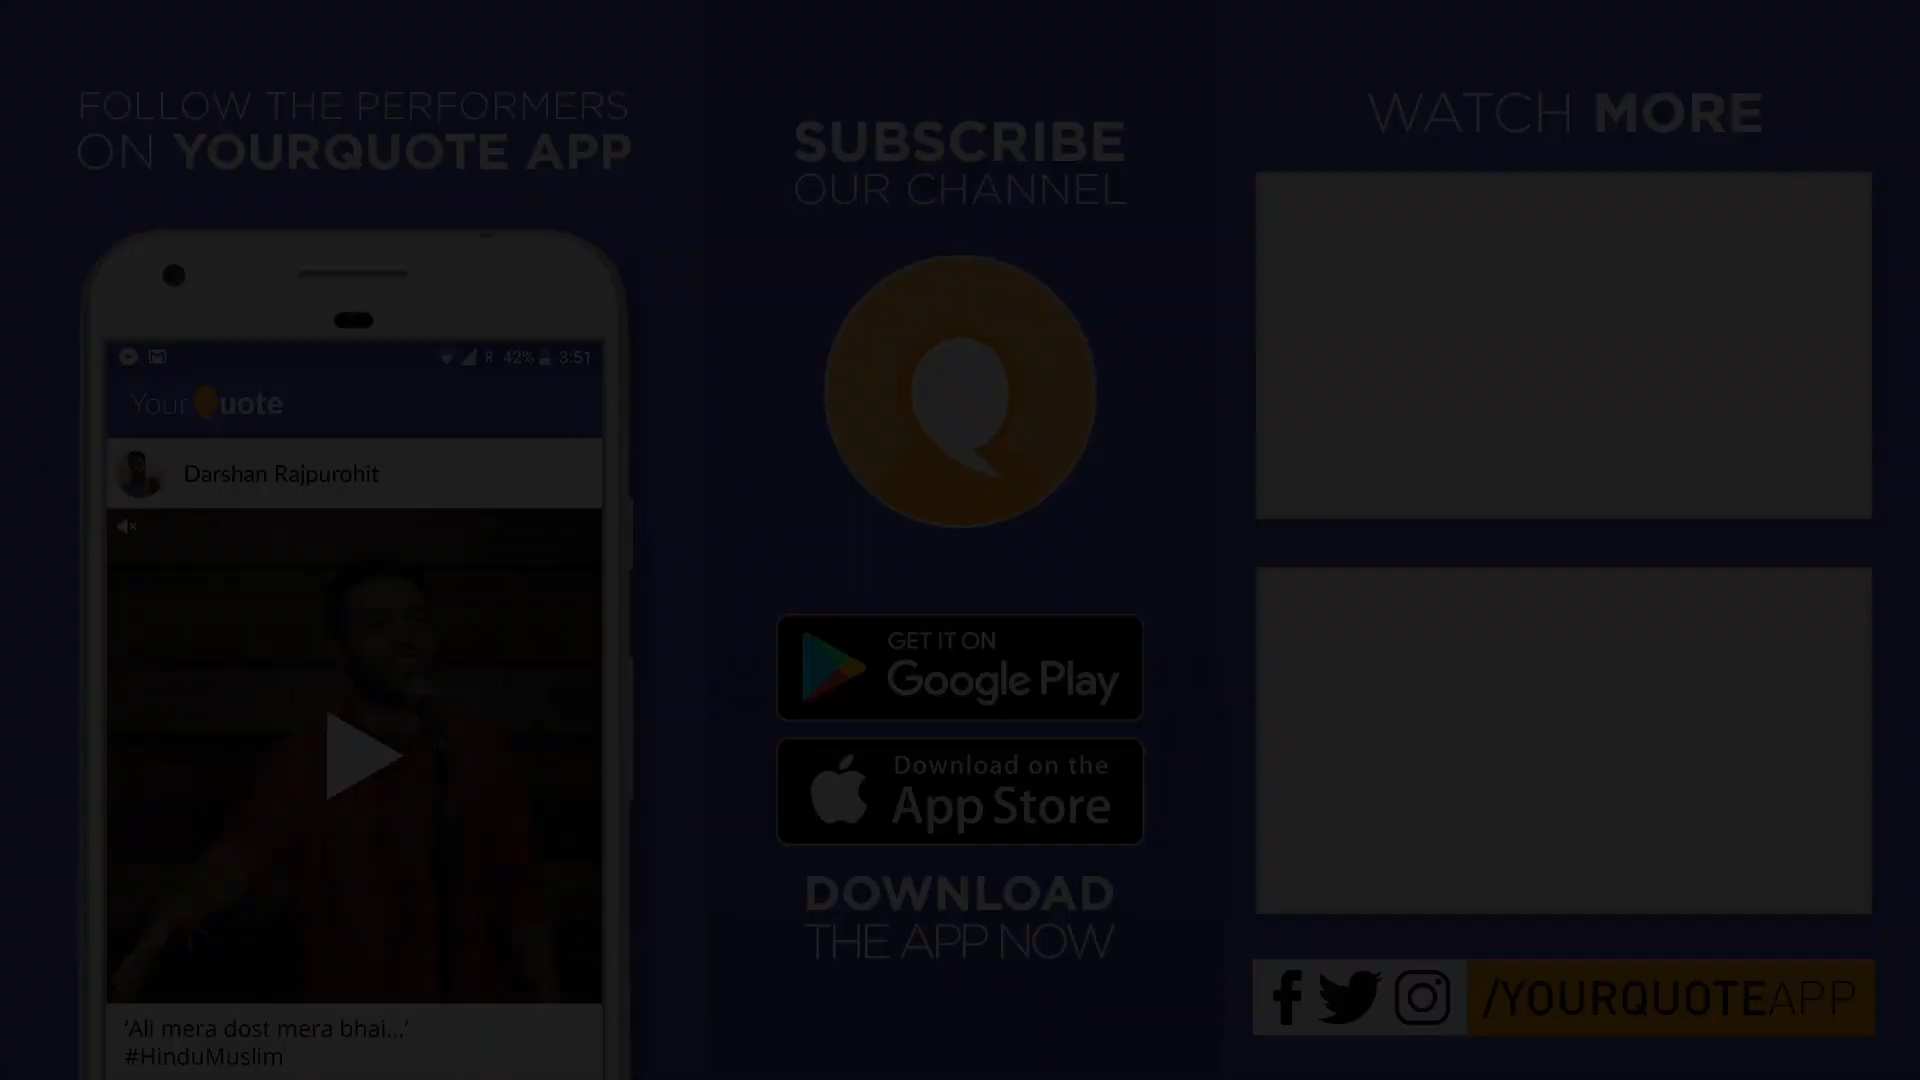 FOLLOW THE PERFORMERS
ON YOURQUOTE APP
R 42% 3:51
YourQuote
Darshan Rajpurohit
'Ali mera dost mera bhai...'
#HinduMuslim
SUBSCRIBE
OUR CHANNEL
GET IT ON
Google Play
Download on the
App Store
DOWNLOAD
THE APP NOW
WATCH MORE
/YOURQUOTEAPP